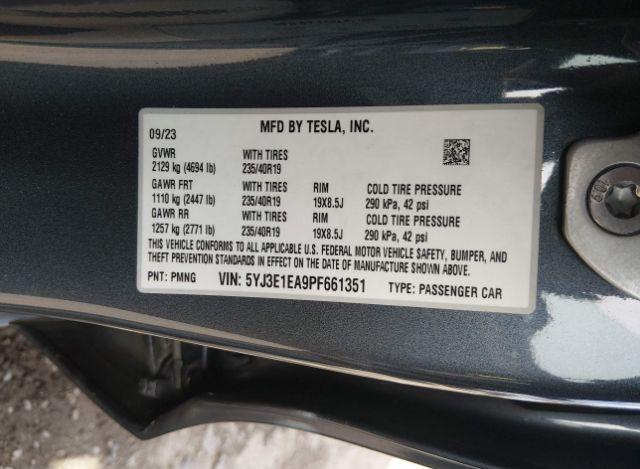 09/23 MFD BY TESLA, INC.
GVWR WITH TIRES
2129 kg (4694 lb) 235/40R19
GAWR FRT WITH TIRES RIM COLD TIRE PRESSURE
1110 kg (2447 lb) 235/40R19 19X8.5J 290 kPa, 42 psi
GAWR RR WITH TIRES RIM COLD TIRE PRESSURE
1257 kg (2771 lb) 235/40R19 19X8.5J 290 kPa, 42 psi
THIS VEHICLE CONFORMS TO ALL APPLICABLE U.S. FEDERAL MOTOR VEHICLE SAFETY, BUMPER, AND
THEFT PREVENTION STANDARDS IN EFFECT ON THE DATE OF MANUFACTURE SHOWN ABOVE.
PNT: PMNG VIN: 5YJ3E1EA9PF661351 TYPE: PASSENGER CAR